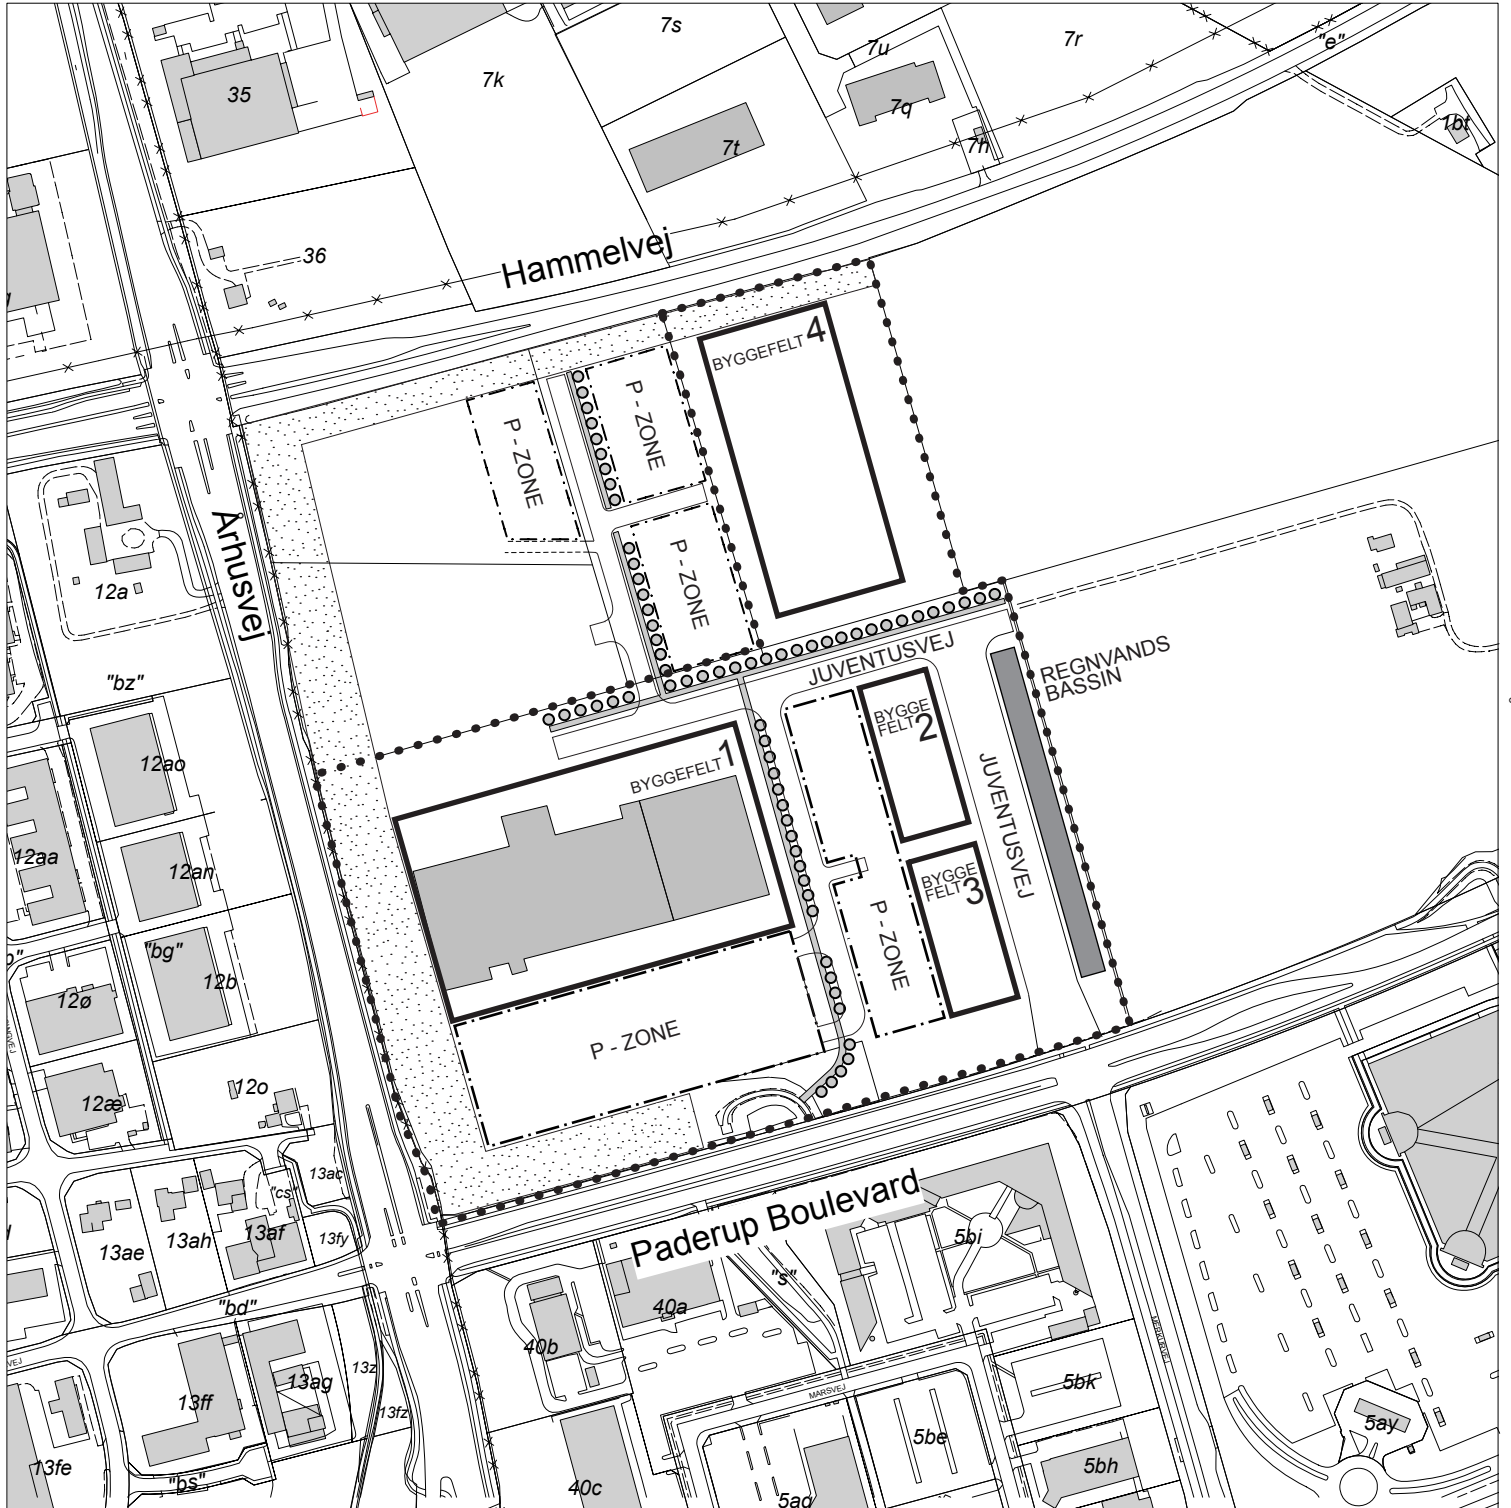 7s
7u
7r
"e"
35
7k
7q
1bt
7t
7h
36
Hammelvej
BYGGEFELT 4
P - ZONE
P - ZONE
Århusvej
12a
P - ZONE
"bz"
JUVENTUSVEJ
REGNVANDS
BASSIN
BYGGE
FELT 2
12ao
BYGGEFELT 1
JUVENTUSVEJ
12aa
12an
BYGGE
FELT 3
P - ZONE
"bg"
12b
12ø
P - ZONE
12æ
12o
13ac
"cs"
13ae
13ah
13af
13fy
Paderup Boulevard
5bi
"s"
"bd"
40a
40b
MERKURVEJ
13z
13ag
13ff
13fz
MARSVEJ
5bk
5ay
5be
13fe
"bs"
40c
5bh
5aq